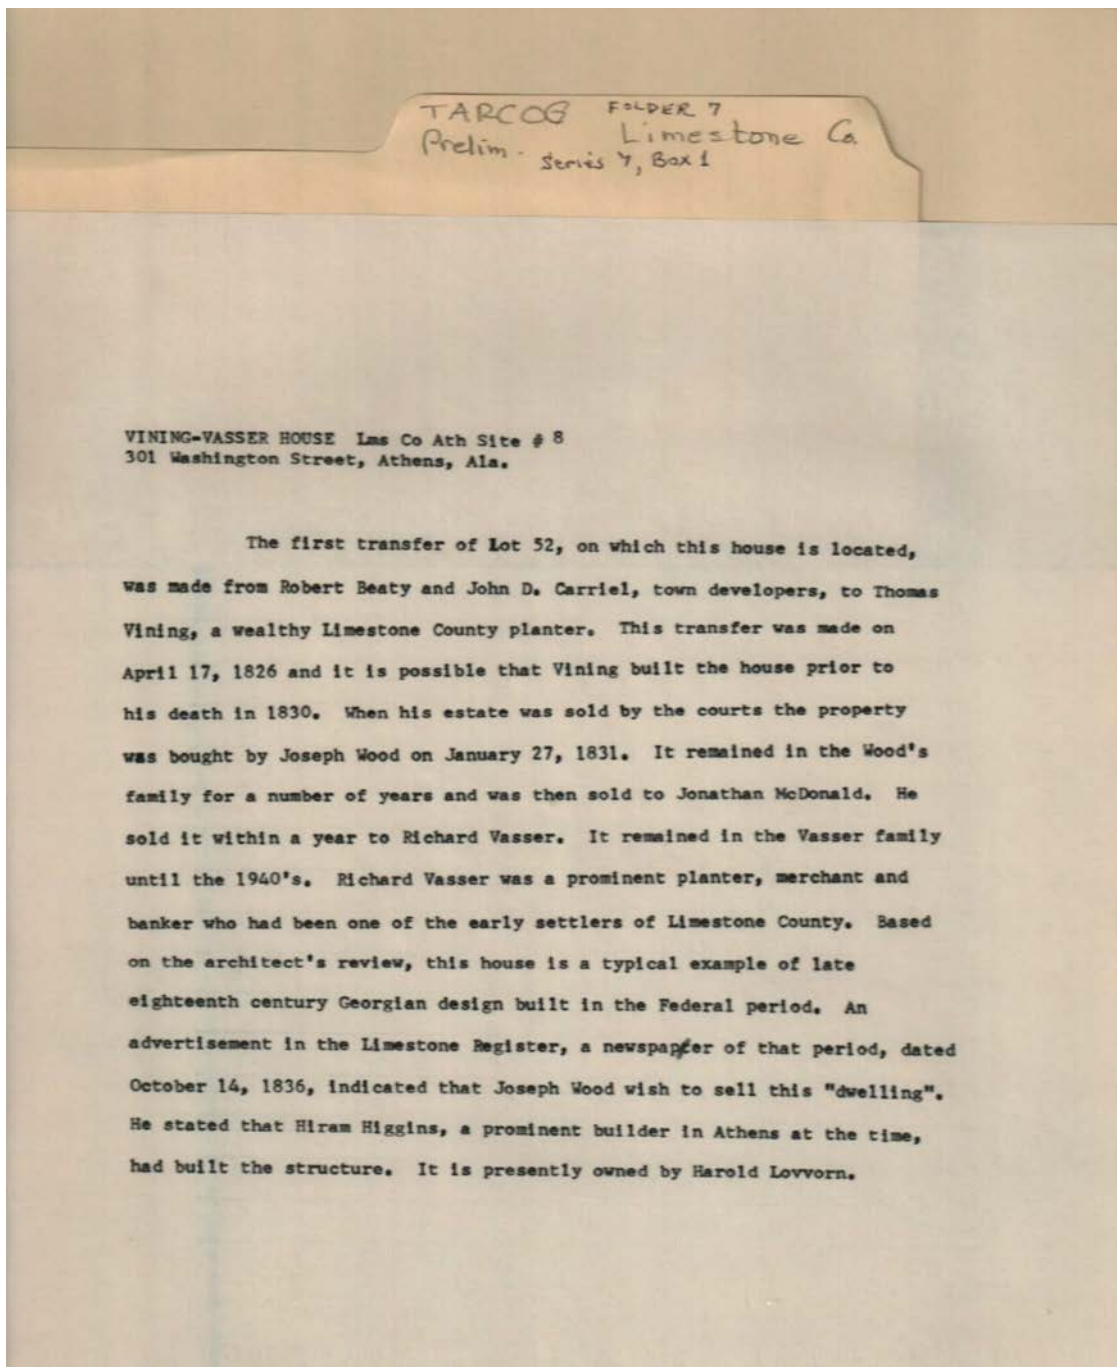 TARCOG FOLDER 7
Prelim. Limestone Co.
Series 7, Box 1
VINING-VASSER HOUSE Lms Co Ath Site # 8
301 Washington Street, Athens, Ala.
The first transfer of Lot 52, on which this house is located,
was made from Robert Beaty and John D. Carriel, town developers, to Thomas
Vining, a wealthy Limestone County planter. This transfer was made on
April 17, 1826 and it is possible that Vining built the house prior to
his death in 1830. When his estate was sold by the courts the property
was bought by Joseph Wood on January 27, 1831. It remained in the Wood's
family for a number of years and was then sold to Jonathan McDonald. He
sold it within a year to Richard Vasser. It remained in the Vasser family
until the 1940's. Richard Vasser was a prominent planter, merchant and
banker who had been one of the early settlers of Limestone County. Based
on the architect's review, this house is a typical example of late
eighteenth century Georgian design built in the Federal period. An
advertisement in the Limestone Register, a newspaper of that period, dated
October 14, 1836, indicated that Joseph Wood wish to sell this "dwelling".
He stated that Hiram Higgins, a prominent builder in Athens at the time,
had built the structure. It is presently owned by Harold Lovvorn.